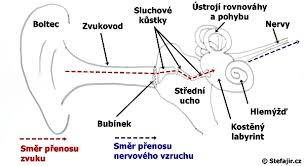 Boltec
Zvukovod
Sluchové
kůstky
Ústrojí rovnováhy
a pohybu
Nervy
Střední
ucho
Bubínek
Hlemýžď
Kostěný
labyrint
Směr přenosu
zvuku
Směr přenosu
nervového vzruchu
© Stefajir.cz